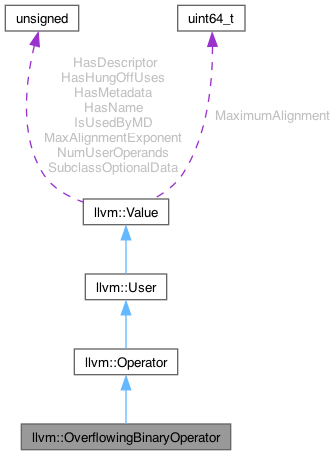 unsigned
uint64_t
HasDescriptor
HasHungOffUses
HasMetadata
HasName
IsUsedByMD
MaxAlignmentExponent
NumUserOperands
SubclassOptionalData
MaximumAlignment
llvm::Value
llvm::User
llvm::Operator
llvm::OverflowingBinaryOperator